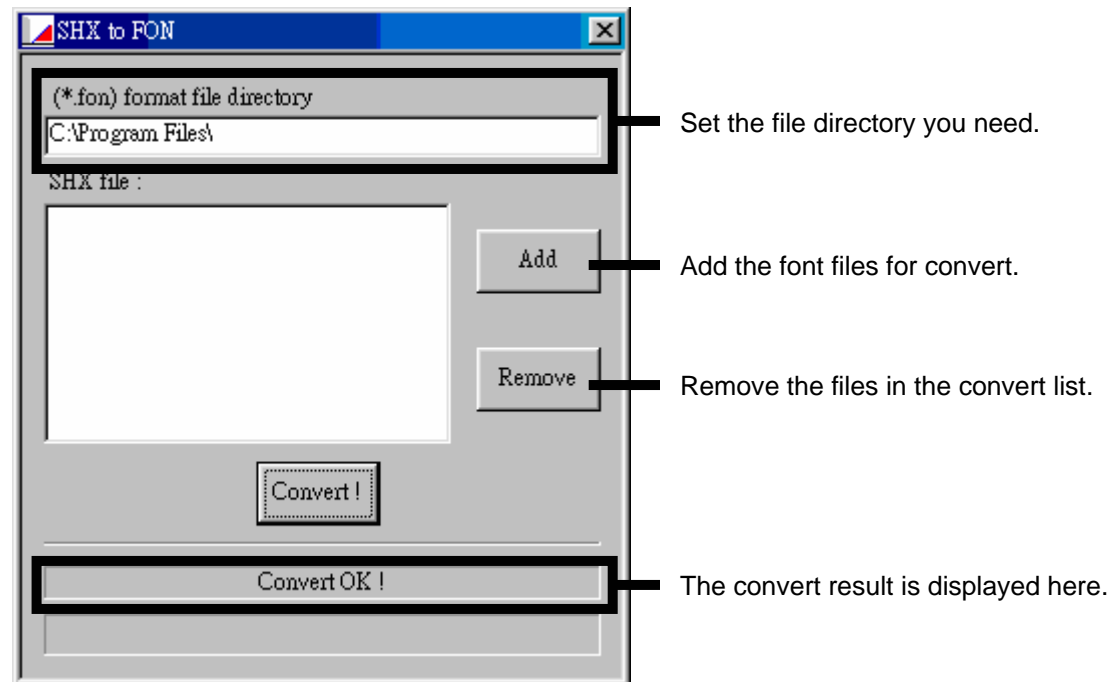 SHX to FON
(*.fon) format file directory
C:\Program Files\
Set the file directory you need.
SHX file :
Add
Add the font files for convert.
Remove
Remove the files in the convert list.
Convert !
Convert OK !
The convert result is displayed here.